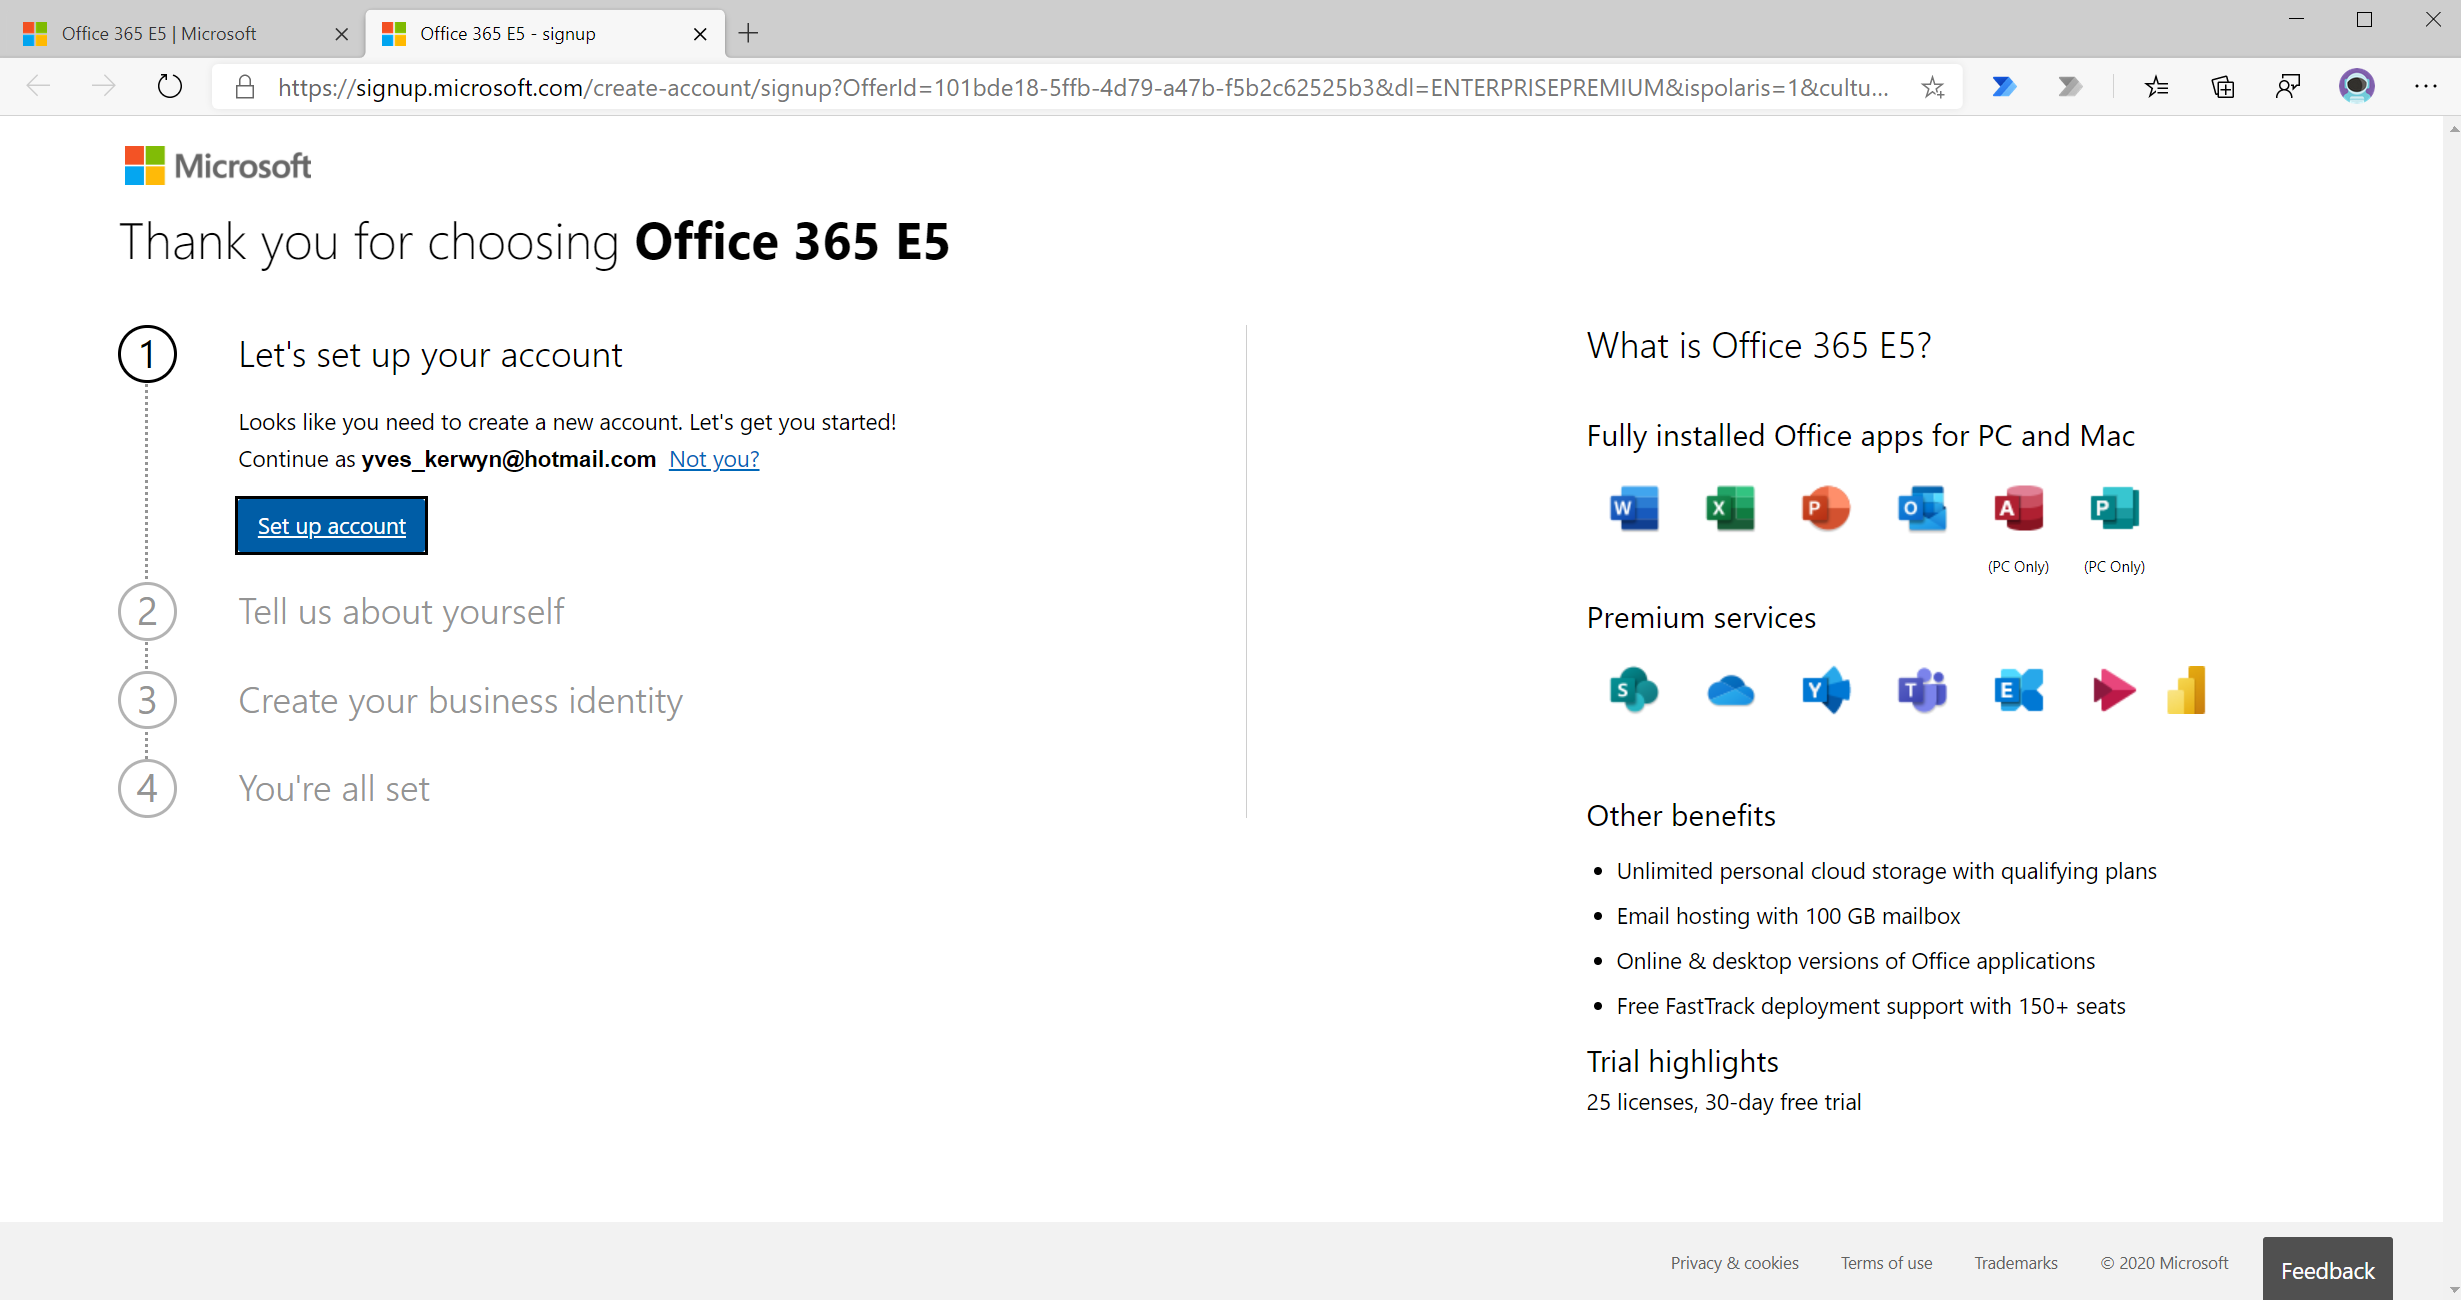 Office 365 E5 | Microsoft
Office 365 E5 - signup
https://signup.microsoft.com/create-account/signup?OfferId=101bde18-5ffb-4d79-a47b-f5b2c62525b3&dl=ENTERPRISEPREMIUM&ispolaris=1&cultu...
Microsoft
Thank you for choosing Office 365 E5
1
Let's set up your account
Looks like you need to create a new account. Let's get you started!
Continue as yves_kerwyn@hotmail.com Not you?
Set up account
2
Tell us about yourself
3
Create your business identity
4
You're all set
What is Office 365 E5?
Fully installed Office apps for PC and Mac
W X P O A P
(PC Only) (PC Only)
Premium services
S Y T E
Other benefits
• Unlimited personal cloud storage with qualifying plans
• Email hosting with 100 GB mailbox
• Online & desktop versions of Office applications
• Free FastTrack deployment support with 150+ seats
Trial highlights
25 licenses, 30-day free trial
Privacy & cookies Terms of use Trademarks © 2020 Microsoft Feedback